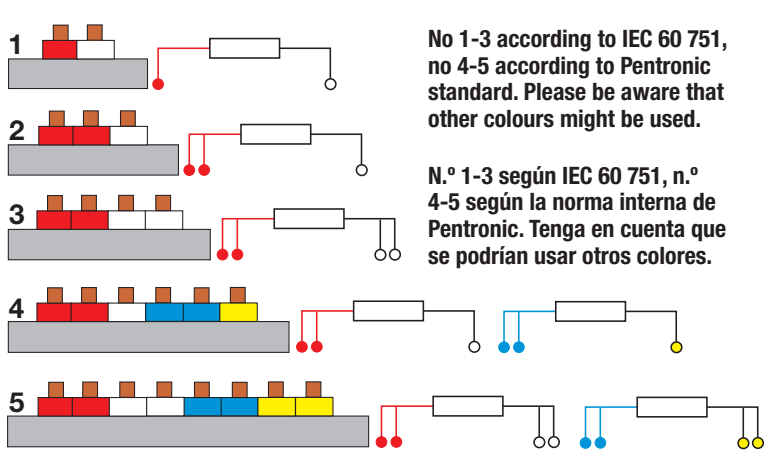 1
No 1-3 according to IEC 60 751,
no 4-5 according to Pentronic
standard. Please be aware that
other colours might be used.
2
N.º 1-3 según IEC 60 751, n.º
4-5 según la norma interna de
Pentronic. Tenga en cuenta que
se podrían usar otros colores.
3
4
5